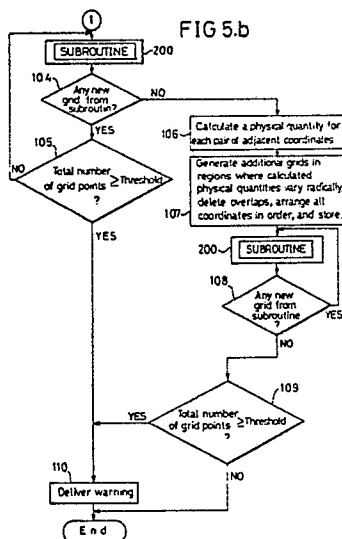 1
FIG 5.b
SUBROUTINE
200
104
Any new
grid from
subroutin?
NO
YES
105
106
Calculate a physical quantity for
each pair of adjacent coordinates
NO
Total number
of grid points ≥ Threshold
?
107
Generate additional grids in
regions where calculated
physical quantities vary radically,
delete overlaps, arrange all
coordinates in order, and store.
YES
200
SUBROUTINE
108
Any new
grid from
subroutine
?
YES
NO
109
YES
Total number
of grid points ≥ Threshold
?
110
NO
Deliver warning
End